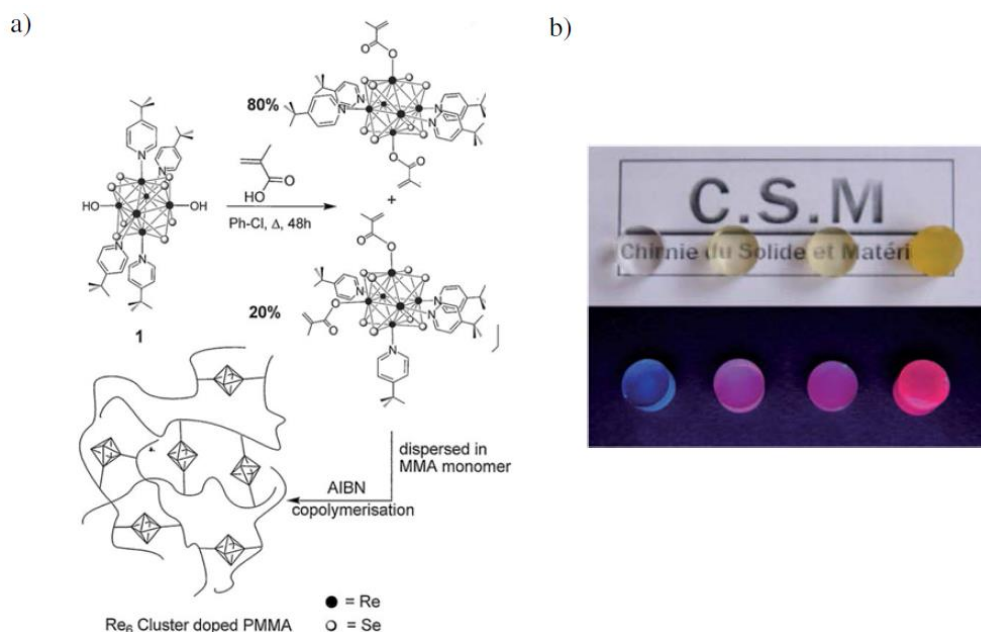 a)
80%
O
O
N
N
N
N
O
O
N
N
HO
OH
N
N
1
HO
O
Ph-Cl, Δ, 48h
+
O
O
N
O
O
N
N
N
20%
dispersed in
MMA monomer
AIBN
copolymerisation
Re₆ Cluster doped PMMA
= Re
= Se
b)
C.S.M
Chimie du Solide et Matéri